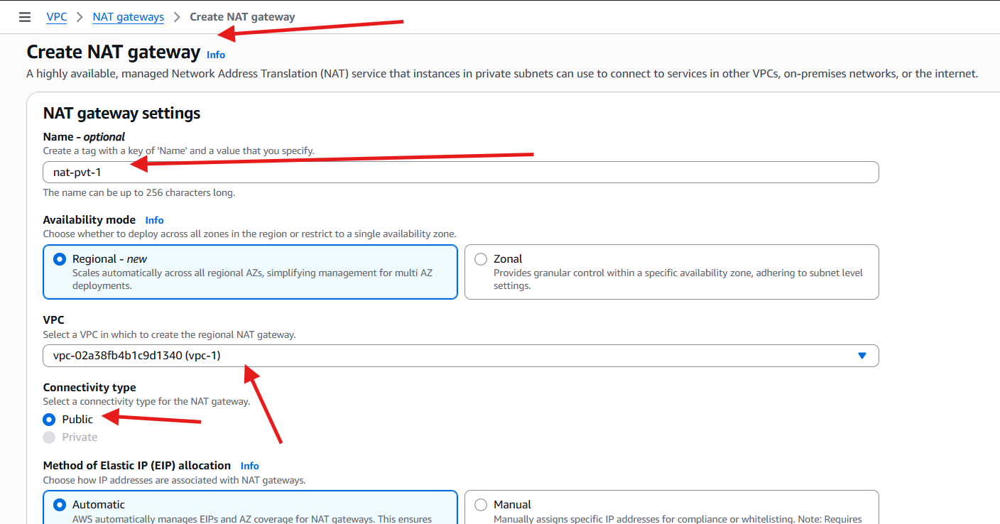 VPC > NAT gateways > Create NAT gateway
Create NAT gateway Info
A highly available, managed Network Address Translation (NAT) service that instances in private subnets can use to connect to services in other VPCs, on-premises networks, or the internet.
NAT gateway settings
Name - optional
Create a tag with a key of 'Name' and a value that you specify.
nat-pvt-1
The name can be up to 256 characters long.
Availability mode Info
Choose whether to deploy across all zones in the region or restrict to a single availability zone.
Regional - new
Scales automatically across all regional AZs, simplifying management for multi AZ
deployments.
Zonal
Provides granular control within a specific availability zone, adhering to subnet level
settings.
VPC
Select a VPC in which to create the regional NAT gateway.
vpc-02a38fb4b1c9d1340 (vpc-1)
Connectivity type
Select a connectivity type for the NAT gateway.
Public
Private
Method of Elastic IP (EIP) allocation Info
Choose how IP addresses are associated with NAT gateways.
Automatic
AWS automatically manages EIPs and AZ coverage for NAT gateways. This ensures
Manual
Manually assigns specific IP addresses for compliance or whitelisting. Note: Requires